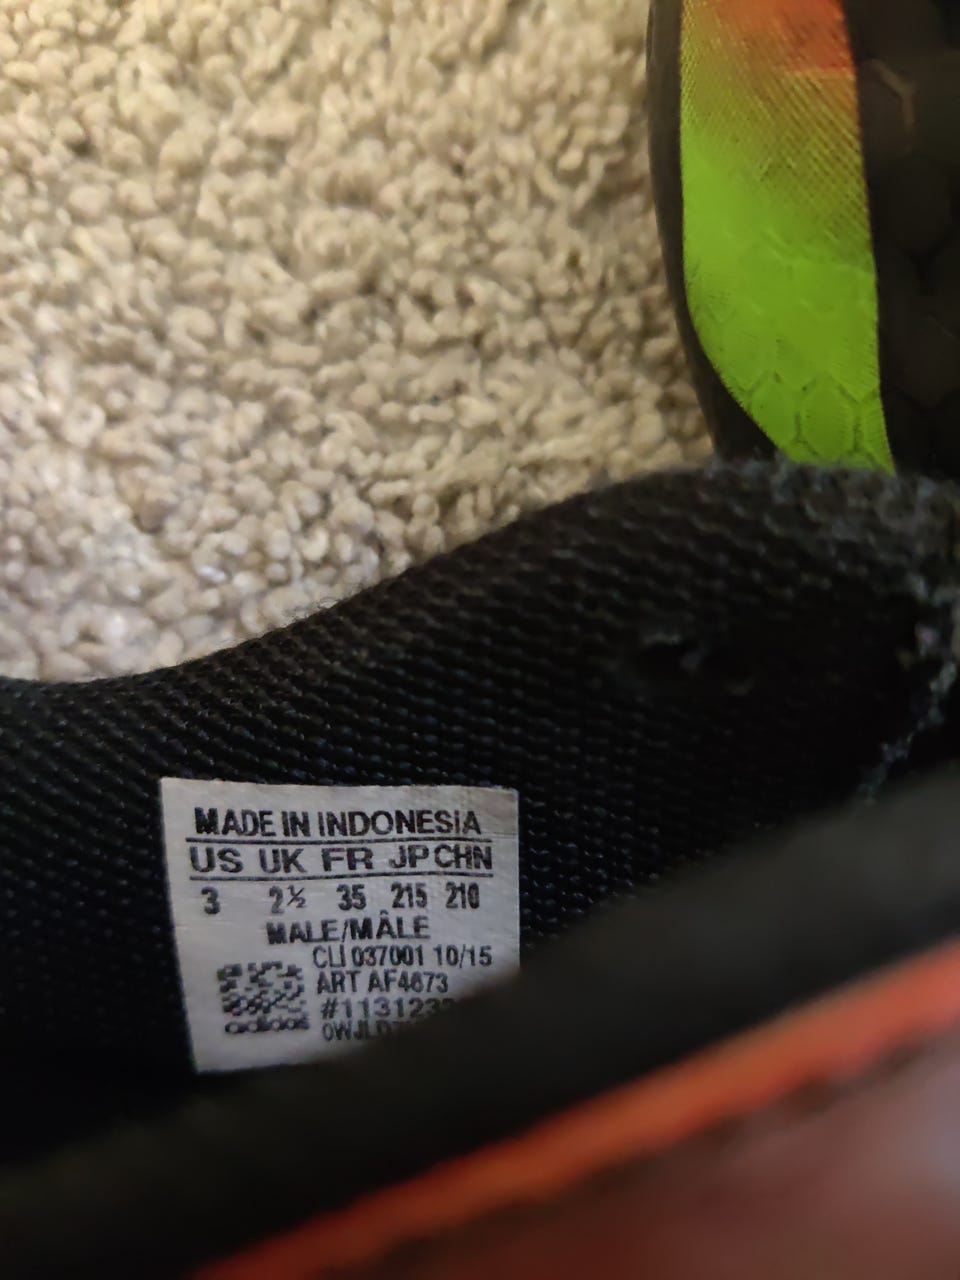 MADE IN INDONESIA
US UK FR JP CHN
3 2½ 35 215 210
MALE/MÂLE
CLI 037001 10/15
ART AF4673
adidas